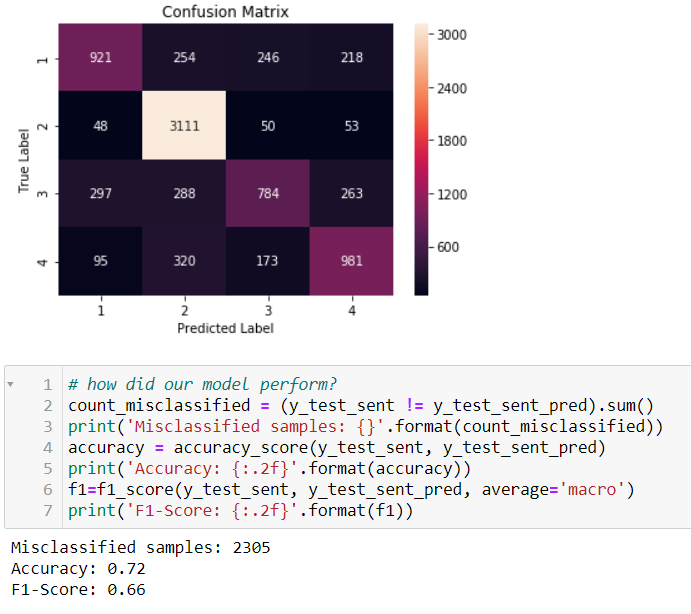 Confusion Matrix
1 921 254 246 218
2 48 3111 50 53
3 297 288 784 263
4 95 320 173 981
1 2 3 4
True Label
Predicted Label
3000
2400
1800
1200
600
1 # how did our model perform?
2 count_misclassified = (y_test_sent != y_test_sent_pred).sum()
3 print('Misclassified samples: {}'.format(count_misclassified))
4 accuracy = accuracy_score(y_test_sent, y_test_sent_pred)
5 print('Accuracy: {:.2f}'.format(accuracy))
6 f1=f1_score(y_test_sent, y_test_sent_pred, average='macro')
7 print('F1-Score: {:.2f}'.format(f1))
Misclassified samples: 2305
Accuracy: 0.72
F1-Score: 0.66